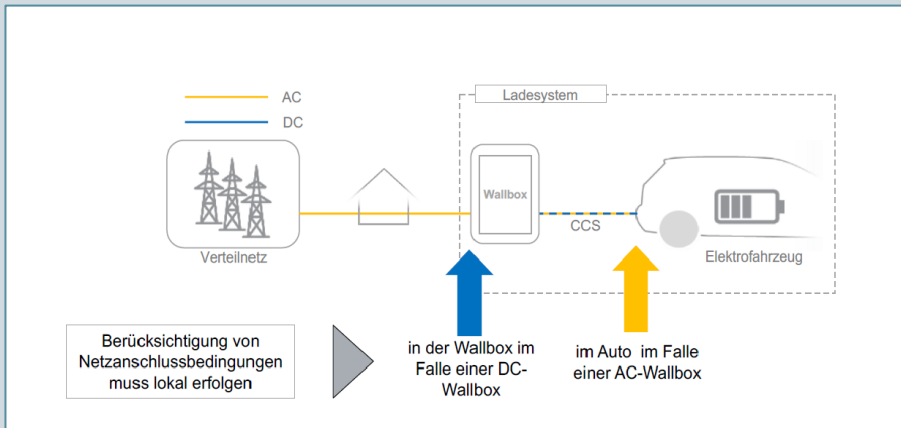 AC
DC
Ladesystem
Wallbox
CCS
Verteilnetz
Elektrofahrzeug
Berücksichtigung von
Netzanschlussbedingungen
muss lokal erfolgen
in der Wallbox im
Falle einer DC-
Wallbox
im Auto im Falle
einer AC-Wallbox